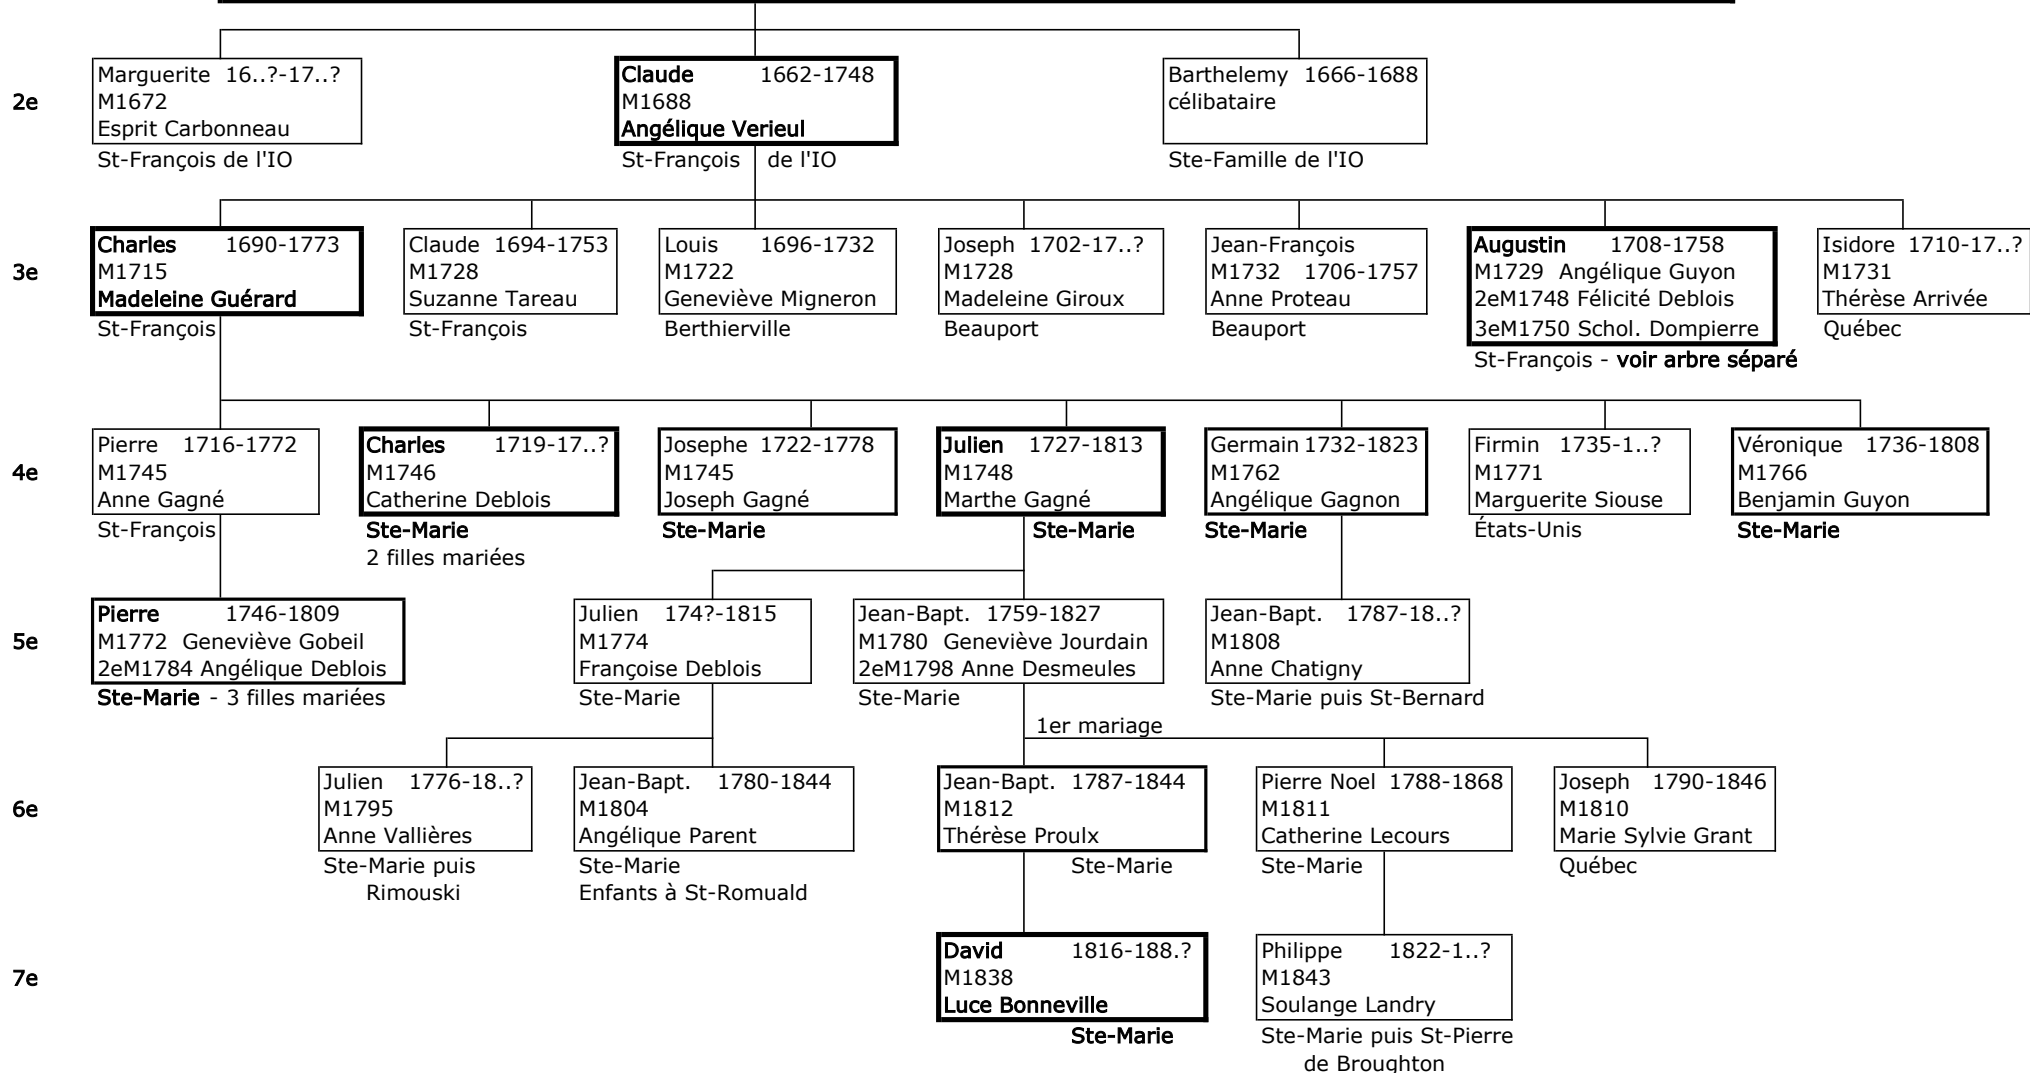 2e
Marguerite 16..?-17..?
M1672
Esprit Carbonneau
St-François de l'IO
Claude 1662-1748
M1688
Angélique Verieul
St-François de l'IO
Barthelemy 1666-1688
célibataire
Ste-Famille de l'IO
3e
Charles 1690-1773
M1715
Madeleine Guérard
St-François
Claude 1694-1753
M1728
Suzanne Tareau
St-François
Louis 1696-1732
M1722
Geneviève Migneron
Berthierville
Joseph 1702-17..?
M1728
Madeleine Giroux
Beauport
Jean-François
M1732 1706-1757
Anne Proteau
Beauport
Augustin 1708-1758
M1729 Angélique Guyon
2eM1748 Félicité Deblois
3eM1750 Schol. Dompierre
St-François - voir arbre séparé
Isidore 1710-17..?
M1731
Thérèse Arrivée
Québec
4e
Pierre 1716-1772
M1745
Anne Gagné
St-François
Charles 1719-17..?
M1746
Catherine Deblois
Ste-Marie
2 filles mariées
Josephe 1722-1778
M1745
Joseph Gagné
Ste-Marie
Julien 1727-1813
M1748
Marthe Gagné
Ste-Marie
Germain 1732-1823
M1762
Angélique Gagnon
Ste-Marie
Firmin 1735-1..?
M1771
Marguerite Siouse
États-Unis
Véronique 1736-1808
M1766
Benjamin Guyon
Ste-Marie
5e
Pierre 1746-1809
M1772 Geneviève Gobeil
2eM1784 Angélique Deblois
Ste-Marie - 3 filles mariées
Julien 174?-1815
M1774
Françoise Deblois
Ste-Marie
Jean-Bapt. 1759-1827
M1780 Geneviève Jourdain
2eM1798 Anne Desmeules
Ste-Marie
Jean-Bapt. 1787-18..?
M1808
Anne Chatigny
Ste-Marie puis St-Bernard
1er mariage
6e
Julien 1776-18..?
M1795
Anne Vallières
Ste-Marie puis
Rimouski
Jean-Bapt. 1780-1844
M1804
Angélique Parent
Ste-Marie
Enfants à St-Romuald
Jean-Bapt. 1787-1844
M1812
Thérèse Proulx
Ste-Marie
Pierre Noel 1788-1868
M1811
Catherine Lecours
Ste-Marie
Joseph 1790-1846
M1810
Marie Sylvie Grant
Québec
7e
David 1816-188.?
M1838
Luce Bonneville
Ste-Marie
Philippe 1822-1..?
M1843
Soulange Landry
Ste-Marie puis St-Pierre
de Broughton